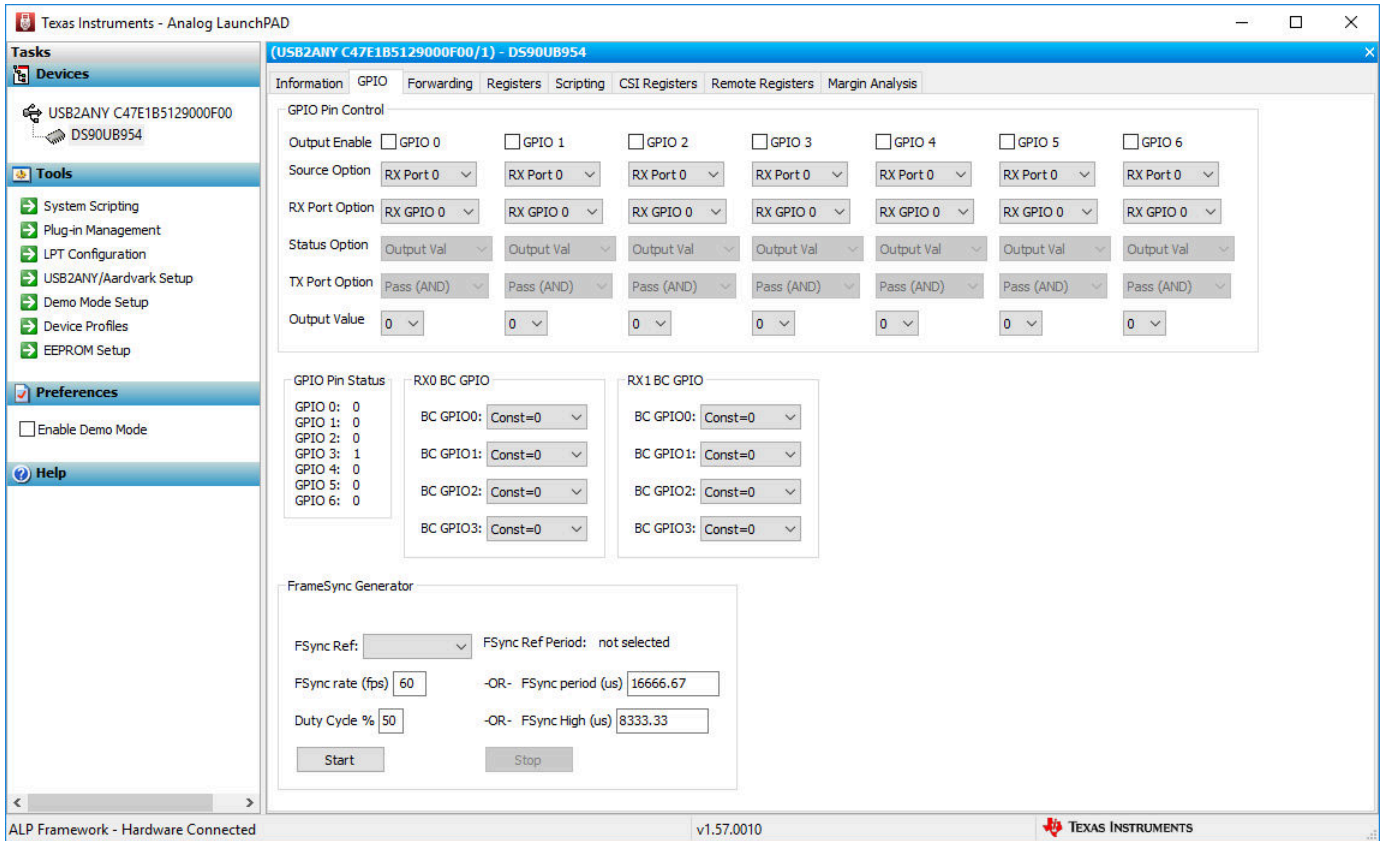 Texas Instruments - Analog LaunchPAD
Tasks
Devices
USB2ANY C47E1B5129000F00
DS90UB954
Tools
System Scripting
Plug-in Management
LPT Configuration
USB2ANY/Aardvark Setup
Demo Mode Setup
Device Profiles
EEPROM Setup
Preferences
Enable Demo Mode
Help
(USB2ANY C47E1B5129000F00/1) - DS90UB954
Information GPIO Forwarding Registers Scripting CSI Registers Remote Registers Margin Analysis
GPIO Pin Control
Output Enable GPIO 0 GPIO 1 GPIO 2 GPIO 3 GPIO 4 GPIO 5 GPIO 6
Source Option RX Port 0 RX Port 0 RX Port 0 RX Port 0 RX Port 0 RX Port 0 RX Port 0
RX Port Option RX GPIO 0 RX GPIO 0 RX GPIO 0 RX GPIO 0 RX GPIO 0 RX GPIO 0 RX GPIO 0
Status Option Output Val Output Val Output Val Output Val Output Val Output Val Output Val
TX Port Option Pass (AND) Pass (AND) Pass (AND) Pass (AND) Pass (AND) Pass (AND) Pass (AND)
Output Value 0 0 0 0 0 0 0
GPIO Pin Status
GPIO 0: 0
GPIO 1: 0
GPIO 2: 0
GPIO 3: 1
GPIO 4: 0
GPIO 5: 0
GPIO 6: 0
RX0 BC GPIO
BC GPIO0: Const=0
BC GPIO1: Const=0
BC GPIO2: Const=0
BC GPIO3: Const=0
RX1 BC GPIO
BC GPIO0: Const=0
BC GPIO1: Const=0
BC GPIO2: Const=0
BC GPIO3: Const=0
FrameSync Generator
FSync Ref: FSync Ref Period: not selected
FSync rate (fps) 60 -OR- FSync period (us) 16666.67
Duty Cycle % 50 -OR- FSync High (us) 8333.33
Start Stop
ALP Framework - Hardware Connected v1.57.0010 TEXAS INSTRUMENTS